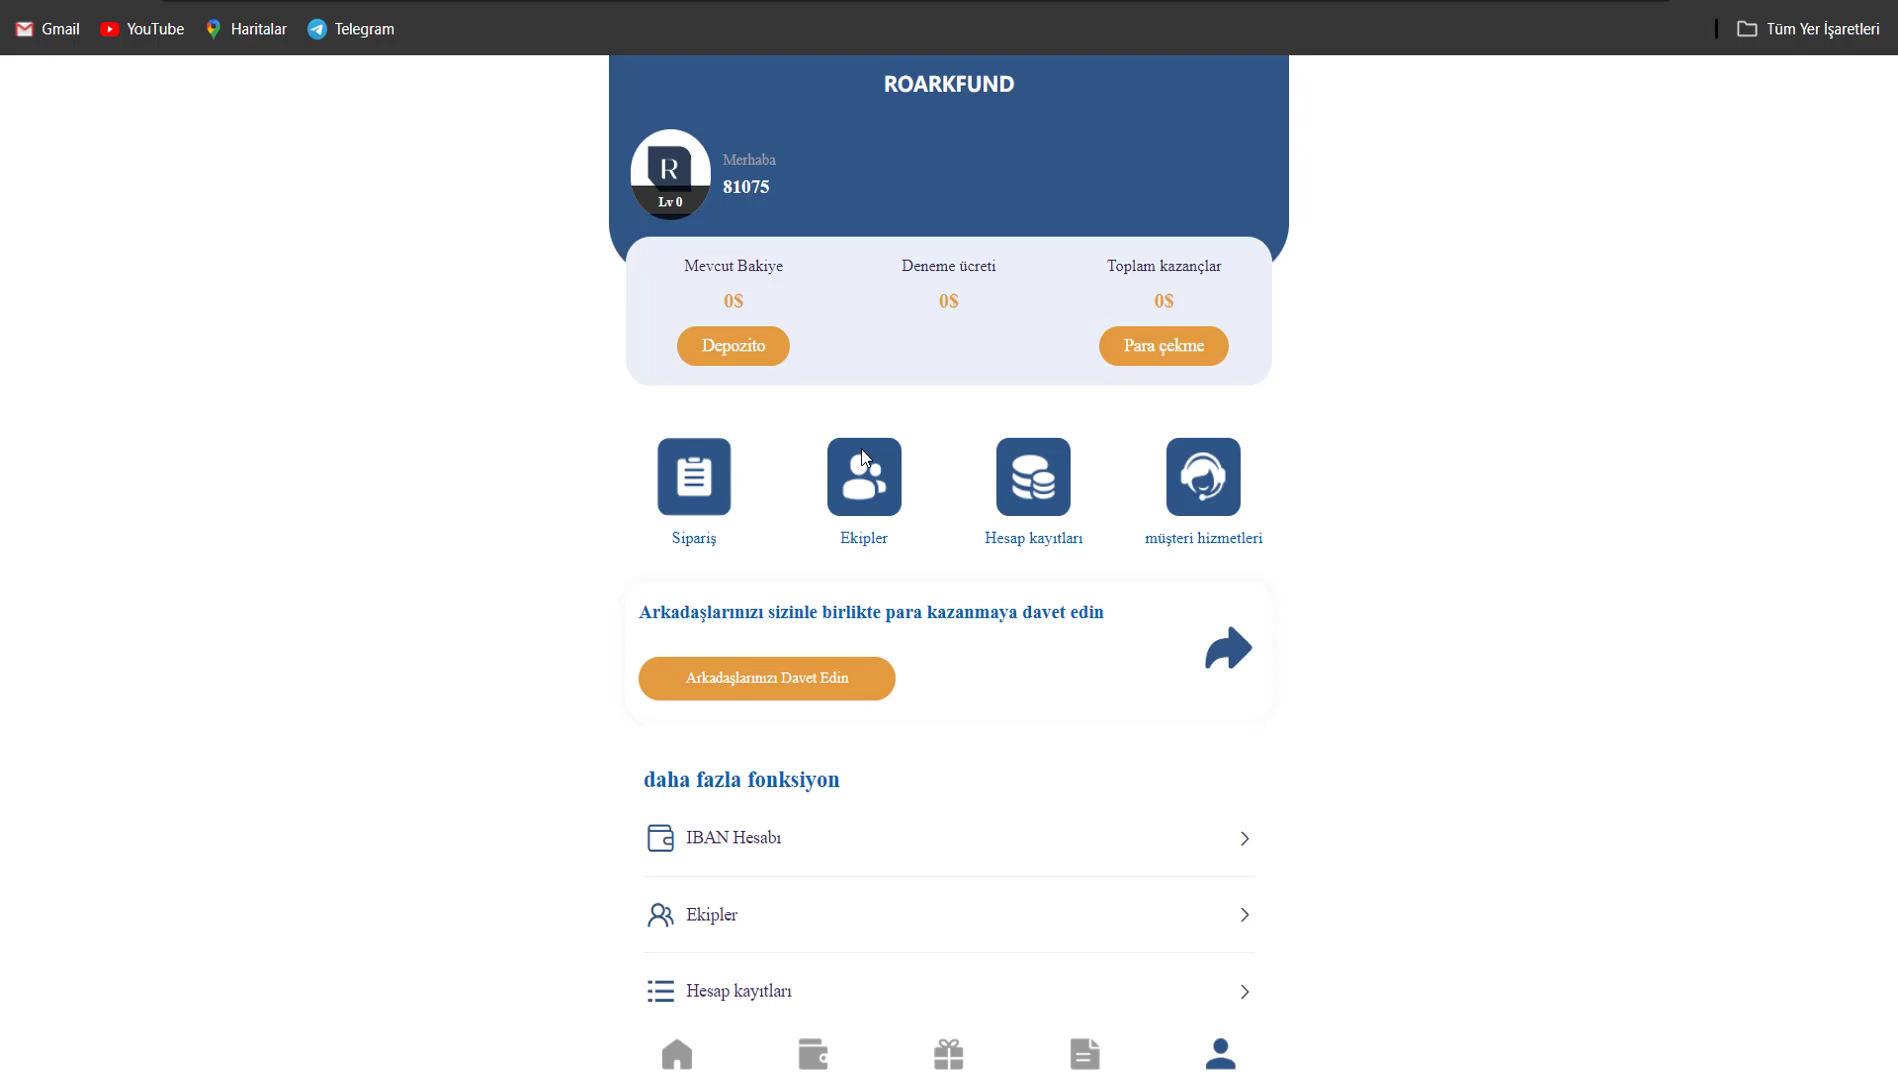 Gmail YouTube Haritalar Telegram Tüm Yer İşaretleri
ROARKFUND
R
Merhaba
81075
Lv 0
Mevcut Bakiye Deneme ücreti Toplam kazançlar
0$ 0$ 0$
Depozito Para çekme
Sipariş Ekipler Hesap kayıtları müşteri hizmetleri
Arkadaşlarınızı sizinle birlikte para kazanmaya davet edin
Arkadaşlarınızı Davet Edin
daha fazla fonksiyon
IBAN Hesabı
Ekipler
Hesap kayıtları